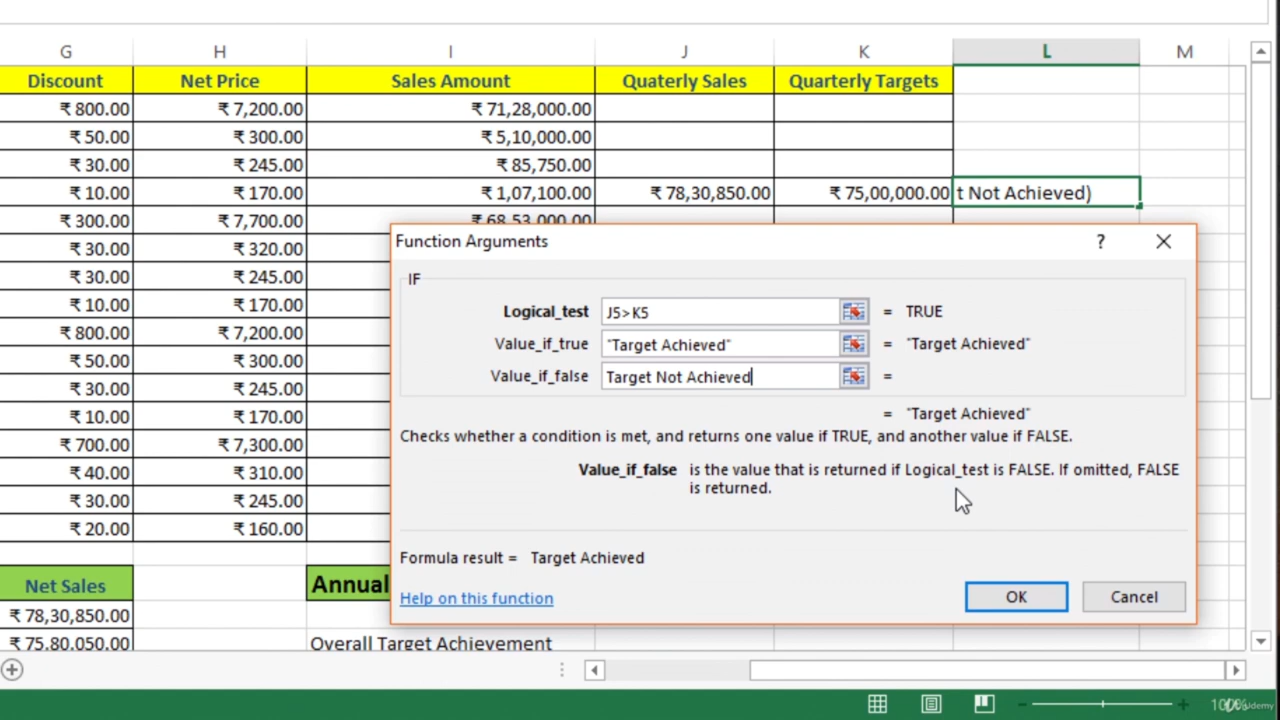 G H I J K L M
Discount Net Price Sales Amount Quaterly Sales Quarterly Targets
₹ 800.00 ₹ 7,200.00 ₹ 71,28,000.00
₹ 50.00 ₹ 300.00 ₹ 5,10,000.00
₹ 30.00 ₹ 245.00 ₹ 85,750.00
₹ 10.00 ₹ 170.00 ₹ 1,07,100.00 ₹ 78,30,850.00 ₹ 75,00,000.00 t Not Achieved)
₹ 300.00 ₹ 7,700.00 ₹ 68,53,000.00
₹ 30.00 ₹ 320.00
₹ 30.00 ₹ 245.00
₹ 10.00 ₹ 170.00
₹ 800.00 ₹ 7,200.00
₹ 50.00 ₹ 300.00
₹ 30.00 ₹ 245.00
₹ 10.00 ₹ 170.00
₹ 700.00 ₹ 7,300.00
₹ 40.00 ₹ 310.00
₹ 30.00 ₹ 245.00
₹ 20.00 ₹ 160.00
Net Sales Annual
₹ 78,30,850.00
₹ 75,80,050.00 Overall Target Achievement
Function Arguments ?
IF
Logical_test J5>K5 = TRUE
Value_if_true "Target Achieved" = "Target Achieved"
Value_if_false Target Not Achieved =
= "Target Achieved"
Checks whether a condition is met, and returns one value if TRUE, and another value if FALSE.
Value_if_false is the value that is returned if Logical_test is FALSE. If omitted, FALSE
is returned.
Formula result = Target Achieved
Help on this function OK Cancel
100%
Udemy